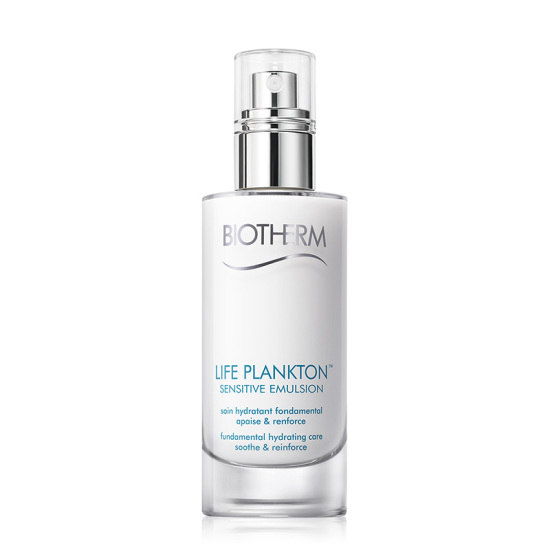 BIOTHERM
LIFE PLANKTON™
SENSITIVE EMULSION
soin hydratant fondamental
apaise & renforce
fundamental hydrating care
soothe & reinforce